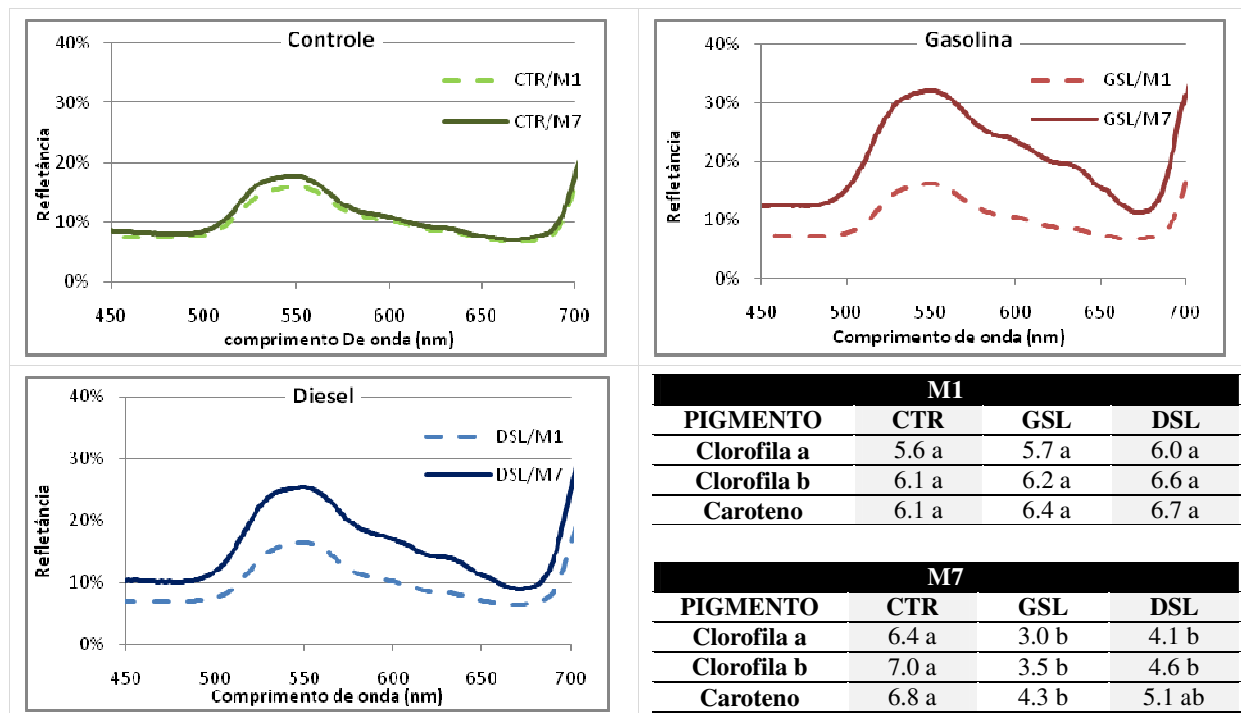 Controle
40%
30%
20%
10%
0%
Refletância
CTR/M1
CTR/M7
450 500 550 600 650 700
comprimento De onda (nm)
Gasolina
40%
30%
20%
10%
0%
Refletância
GSL/M1
GSL/M7
450 500 550 600 650 700
Comprimento de onda (nm)
Diesel
40%
30%
20%
10%
0%
Refletância
DSL/M1
DSL/M7
450 500 550 600 650 700
Comprimento de onda (nm)
M1
PIGMENTO CTR GSL DSL
Clorofila a 5.6 a 5.7 a 6.0 a
Clorofila b 6.1 a 6.2 a 6.6 a
Caroteno 6.1 a 6.4 a 6.7 a
M7
PIGMENTO CTR GSL DSL
Clorofila a 6.4 a 3.0 b 4.1 b
Clorofila b 7.0 a 3.5 b 4.6 b
Caroteno 6.8 a 4.3 b 5.1 ab